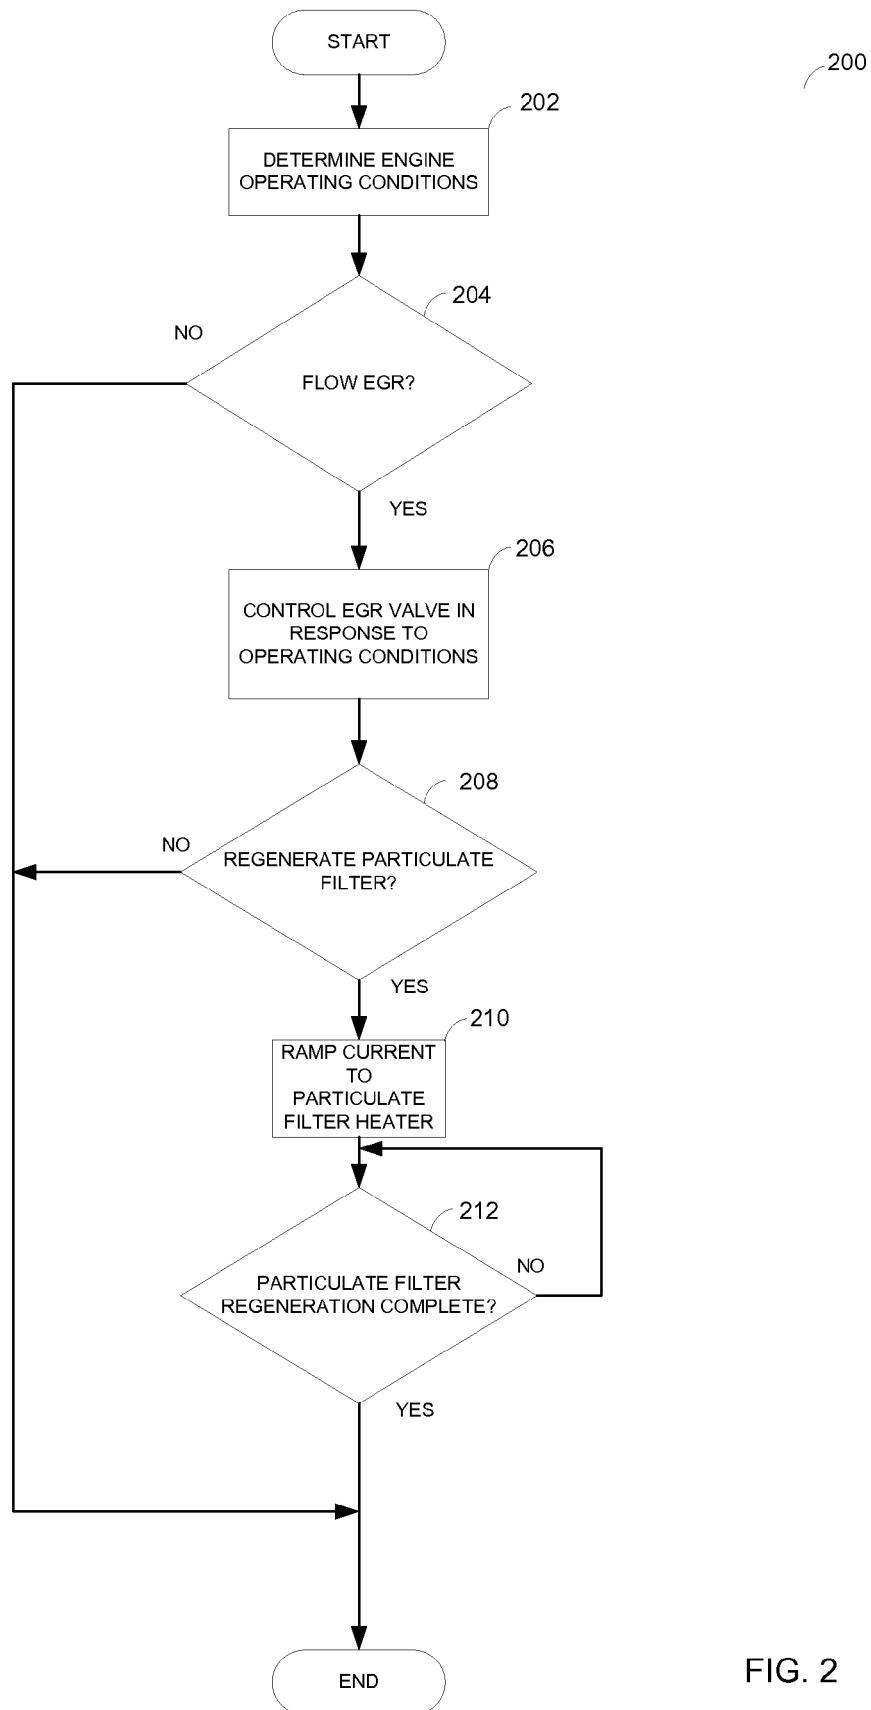 START
200
202
DETERMINE ENGINE
OPERATING CONDITIONS
204
NO
FLOW EGR?
YES
206
CONTROL EGR VALVE IN
RESPONSE TO
OPERATING CONDITIONS
208
NO
REGENERATE PARTICULATE
FILTER?
YES
210
RAMP CURRENT
TO
PARTICULATE
FILTER HEATER
212
NO
PARTICULATE FILTER
REGENERATION COMPLETE?
YES
END
FIG. 2